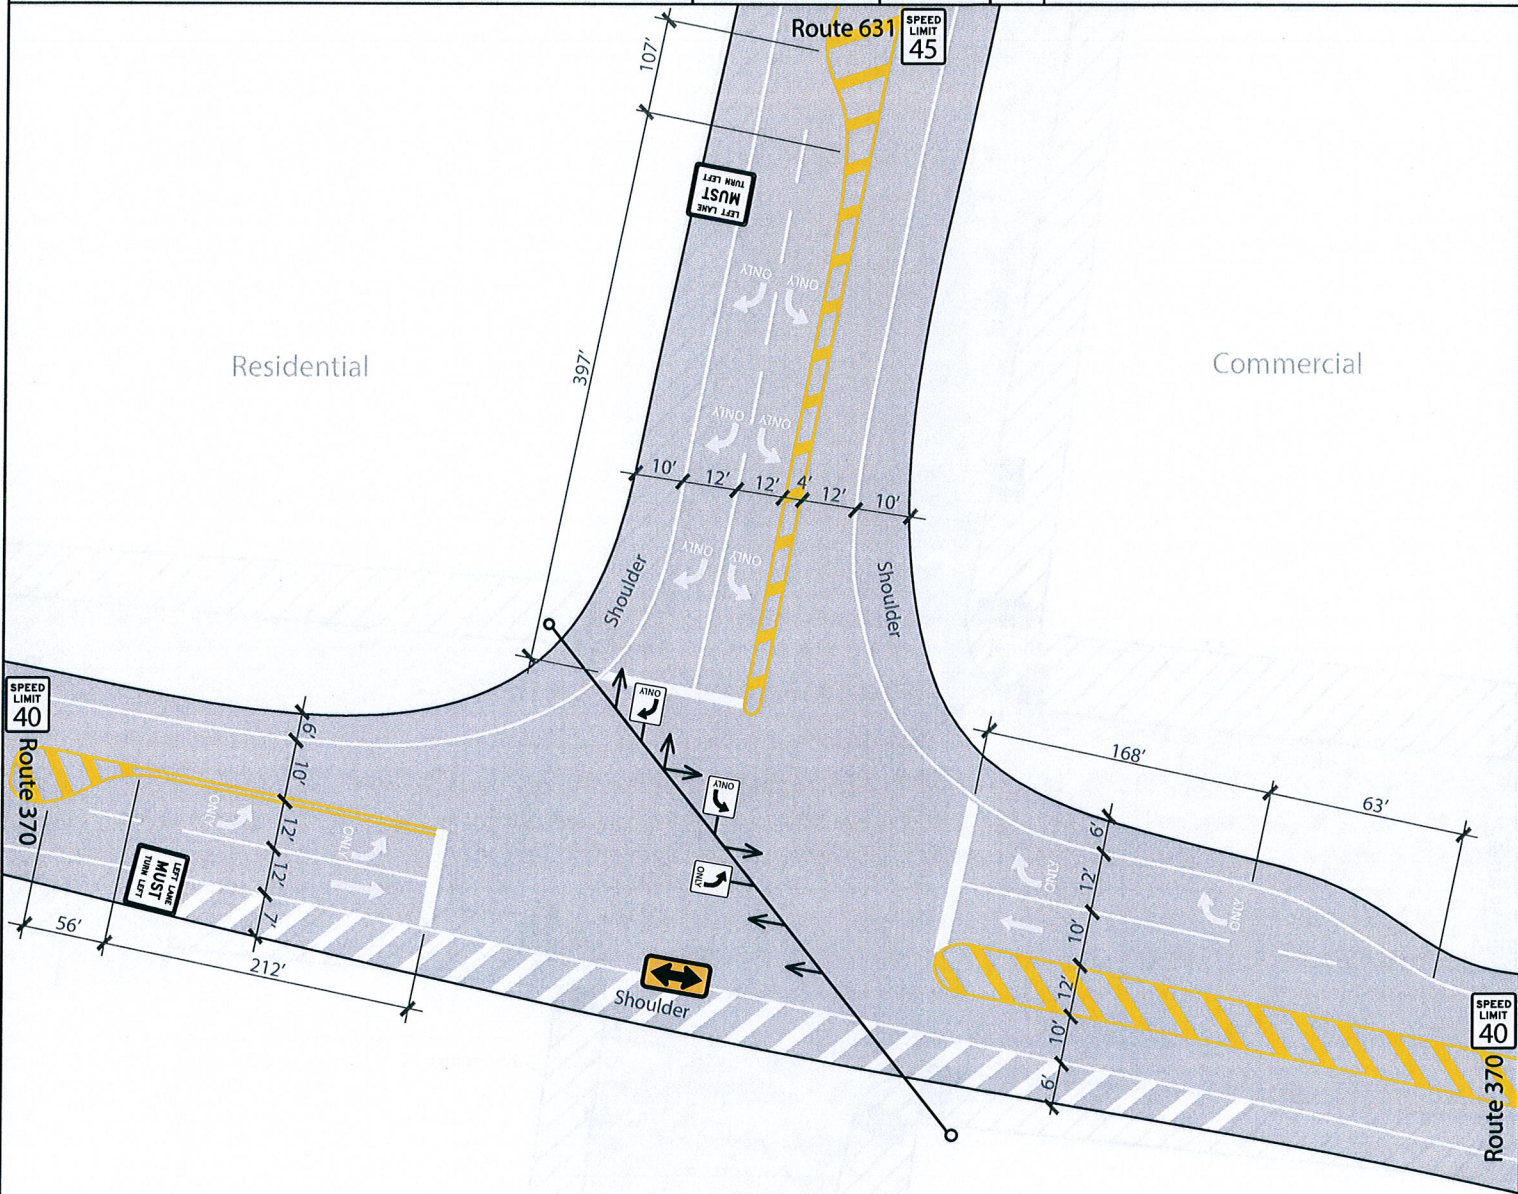 Route 631
SPEED
LIMIT
45
107'
LEFT LANE
MUST
TURN LEFT
ONLY
ONLY
397'
Residential
Commercial
ONLY
ONLY
10'
12'
12'
4'
12'
10'
ONLY
ONLY
Shoulder
Shoulder
SPEED
LIMIT
40
Route 370
ONLY
6'
10'
12'
12'
7'
ONLY
ONLY
LEFT LANE
MUST
TURN LEFT
56'
212'
ONLY
ONLY
Shoulder
168'
63'
6'
12'
10'
12'
10'
6'
ONLY
ONLY
SPEED
LIMIT
40
Route 370